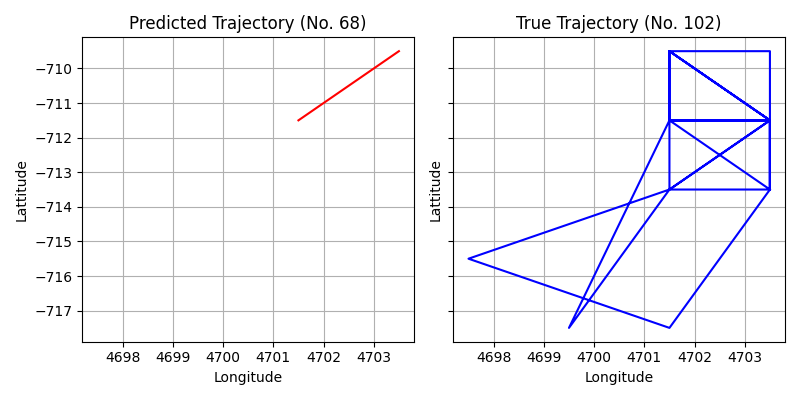 Predicted Trajectory (No. 68)
True Trajectory (No. 102)
Lattitude
−710
−711
−712
−713
−714
−715
−716
−717
4698 4699 4700 4701 4702 4703
Longitude
Lattitude
4698 4699 4700 4701 4702 4703
Longitude